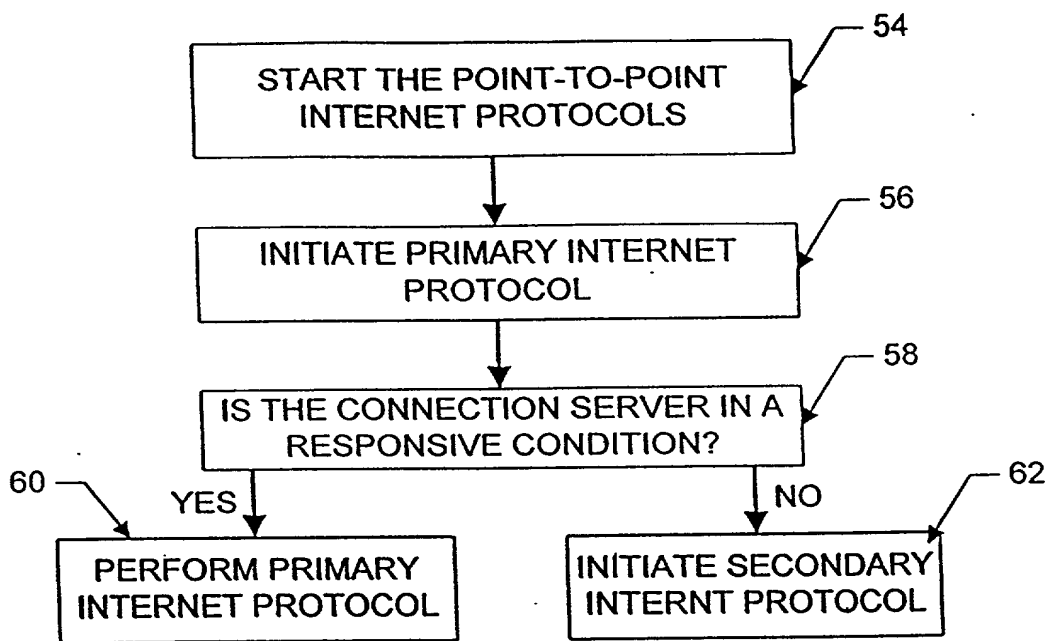 54
START THE POINT-TO-POINT
INTERNET PROTOCOLS
56
INITIATE PRIMARY INTERNET
PROTOCOL
58
IS THE CONNECTION SERVER IN A
RESPONSIVE CONDITION?
60
YES
NO
62
PERFORM PRIMARY
INTERNET PROTOCOL
INITIATE SECONDARY
INTERNT PROTOCOL